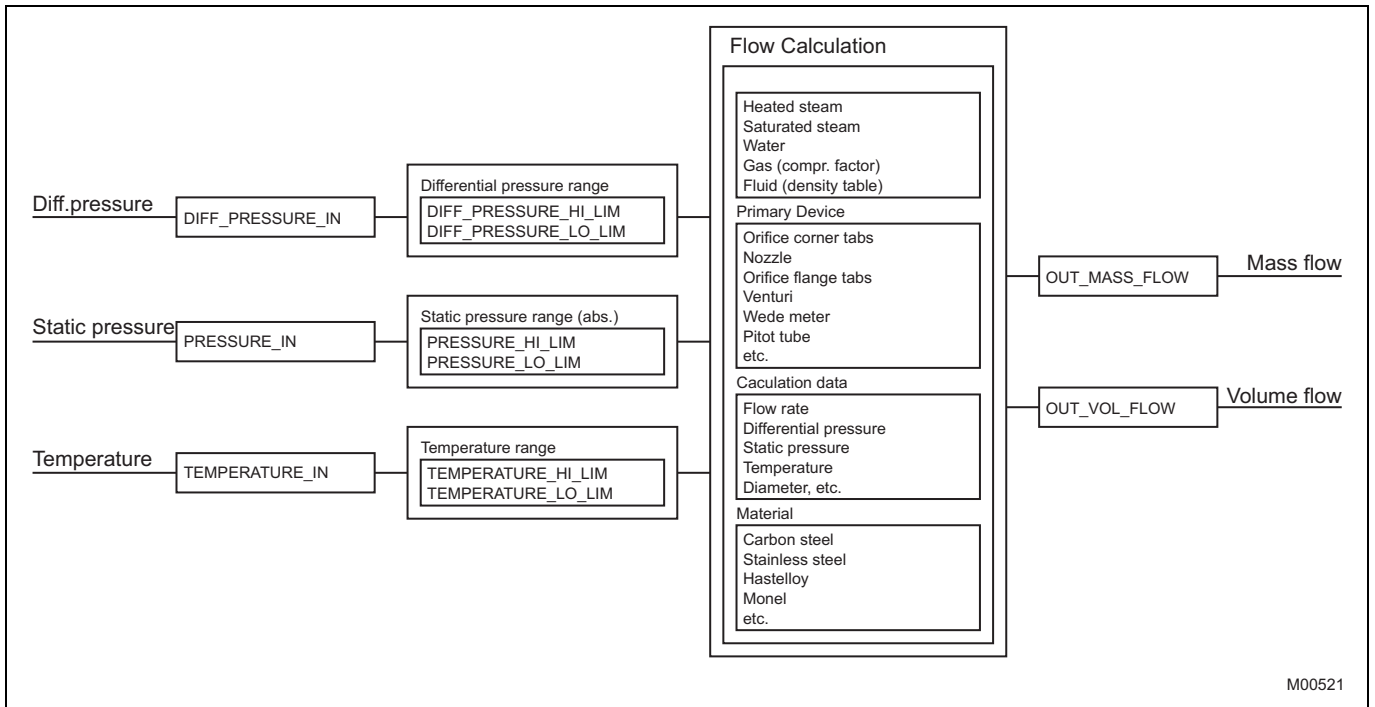 Flow Calculation
Heated steam
Saturated steam
Water
Gas (compr. factor)
Fluid (density table)
Diff.pressure
DIFF_PRESSURE_IN
Differential pressure range
DIFF_PRESSURE_HI_LIM
DIFF_PRESSURE_LO_LIM
Primary Device
Orifice corner tabs
Nozzle
Orifice flange tabs
Venturi
Wede meter
Pitot tube
etc.
OUT_MASS_FLOW
Mass flow
Static pressure
PRESSURE_IN
Static pressure range (abs.)
PRESSURE_HI_LIM
PRESSURE_LO_LIM
Caculation data
Flow rate
Differential pressure
Static pressure
Temperature
Diameter, etc.
OUT_VOL_FLOW
Volume flow
Temperature
TEMPERATURE_IN
Temperature range
TEMPERATURE_HI_LIM
TEMPERATURE_LO_LIM
Material
Carbon steel
Stainless steel
Hastelloy
Monel
etc.
M00521